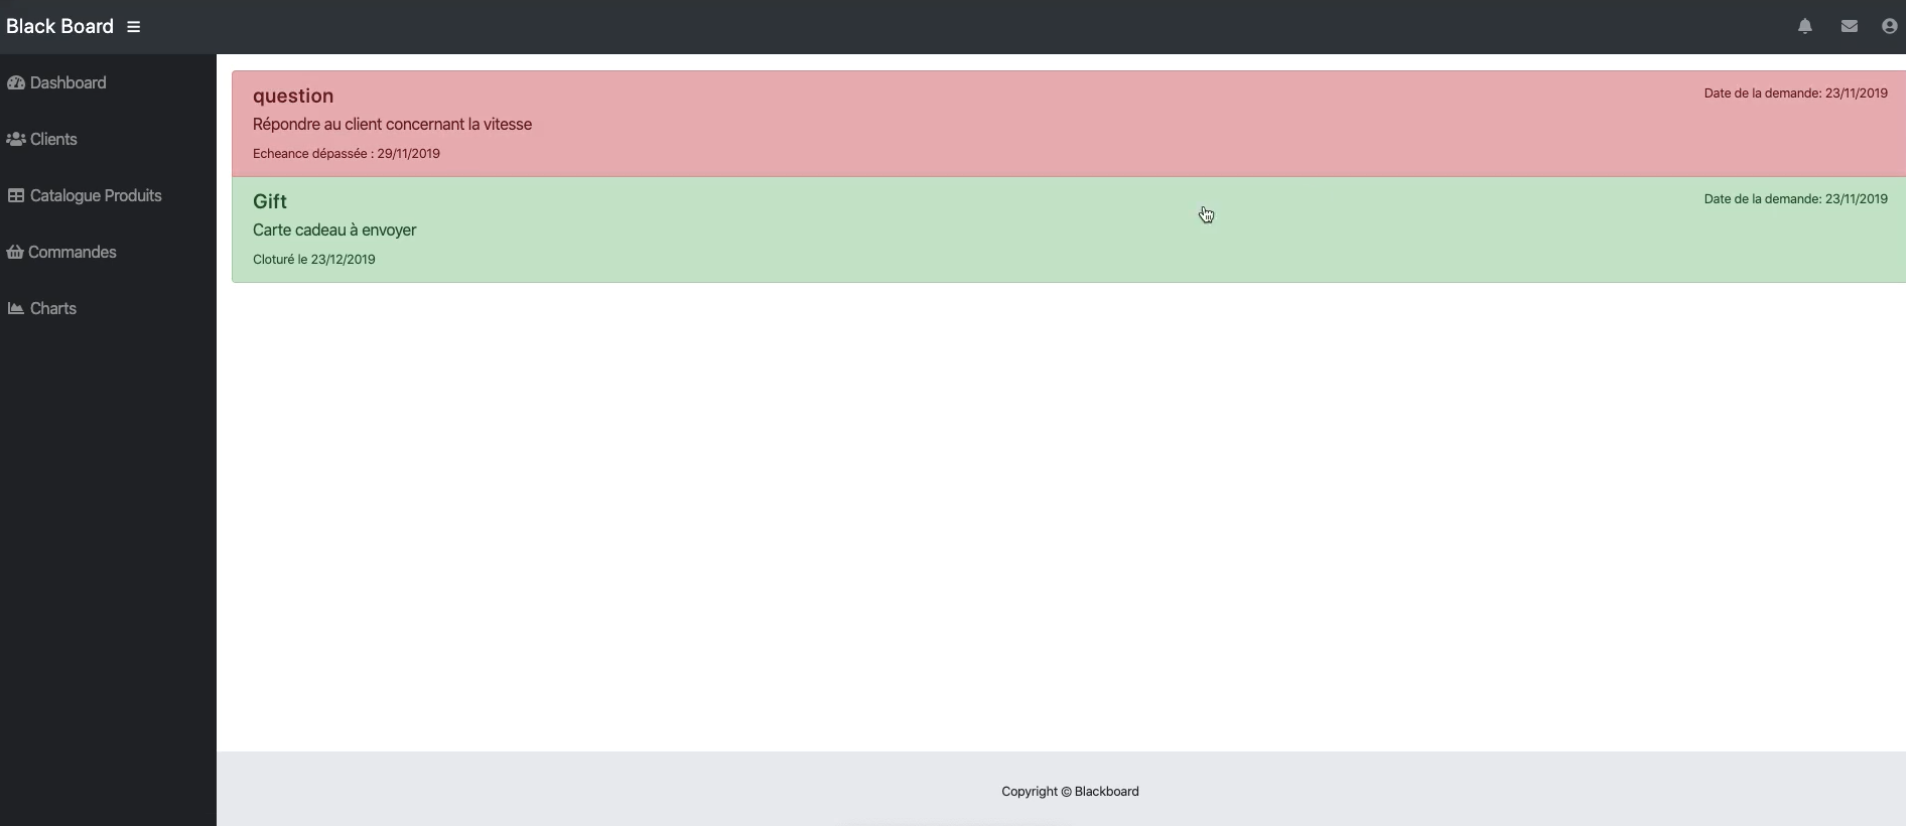 Black Board
Dashboard
Clients
Catalogue Produits
Commandes
Charts
question
Date de la demande: 23/11/2019
Répondre au client concernant la vitesse
Echeance dépassée : 29/11/2019
Gift
Date de la demande: 23/11/2019
Carte cadeau à envoyer
Cloturé le 23/12/2019
Copyright © Blackboard